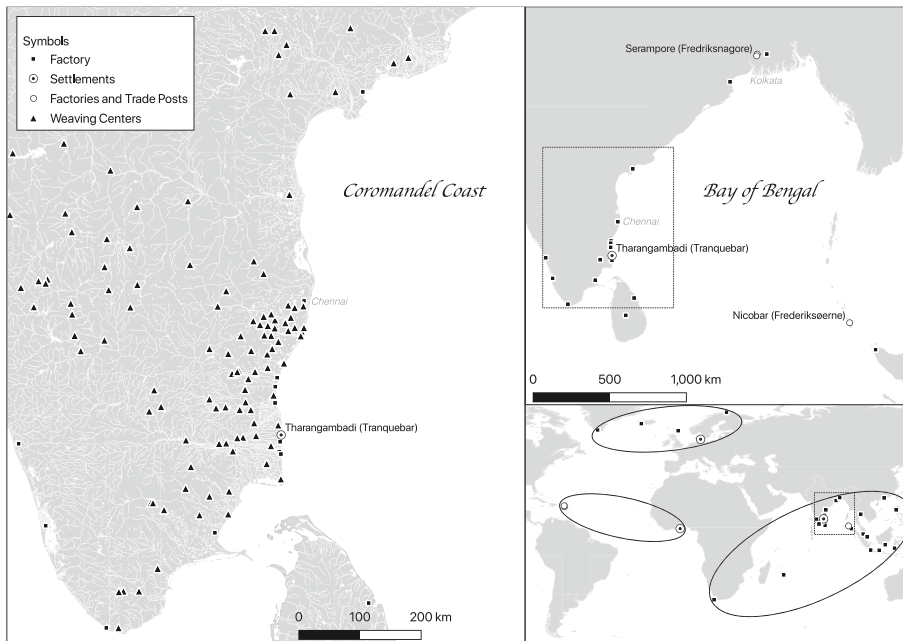 Symbols
Factory
Settlements
Factories and Trade Posts
Weaving Centers
Coromandel Coast
Chennai
Tharangambadi (Tranquebar)
0 100 200 km
Serampore (Fredriksnagore)
Kolkata
Bay of Bengal
Chennai
Tharangambadi (Tranquebar)
Nicobar (Frederiksøerne)
0 500 1,000 km